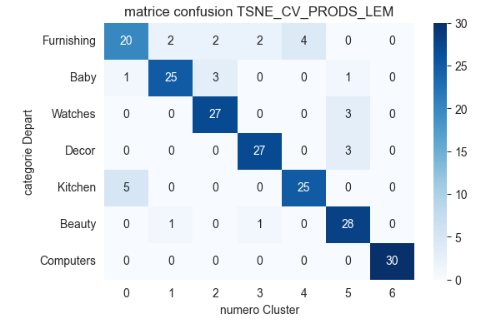 matrice confusion TSNE_CV_PRODS_LEM
categorie Depart
Furnishing 20 2 2 2 4 0 0
Baby 1 25 3 0 0 1 0
Watches 0 0 27 0 0 3 0
Decor 0 0 0 27 0 3 0
Kitchen 5 0 0 0 25 0 0
Beauty 0 1 0 1 0 28 0
Computers 0 0 0 0 0 0 30
0 1 2 3 4 5 6
numero Cluster
30
25
20
15
10
5
0